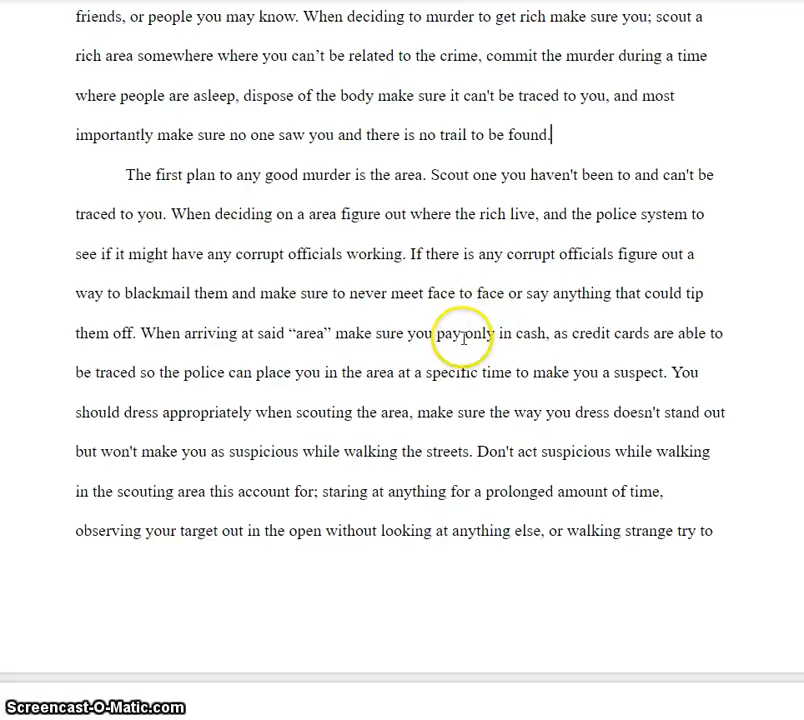 friends, or people you may know. When deciding to murder to get rich make sure you; scout a
rich area somewhere where you can't be related to the crime, commit the murder during a time
where people are asleep, dispose of the body make sure it can't be traced to you, and most
importantly make sure no one saw you and there is no trail to be found.
The first plan to any good murder is the area. Scout one you haven't been to and can't be
traced to you. When deciding on a area figure out where the rich live, and the police system to
see if it might have any corrupt officials working. If there is any corrupt officials figure out a
way to blackmail them and make sure to never meet face to face or say anything that could tip
them off. When arriving at said “area” make sure you pay only in cash, as credit cards are able to
be traced so the police can place you in the area at a specific time to make you a suspect. You
should dress appropriately when scouting the area, make sure the way you dress doesn't stand out
but won't make you as suspicious while walking the streets. Don't act suspicious while walking
in the scouting area this account for; staring at anything for a prolonged amount of time,
observing your target out in the open without looking at anything else, or walking strange try to
Screencast-O-Matic.com